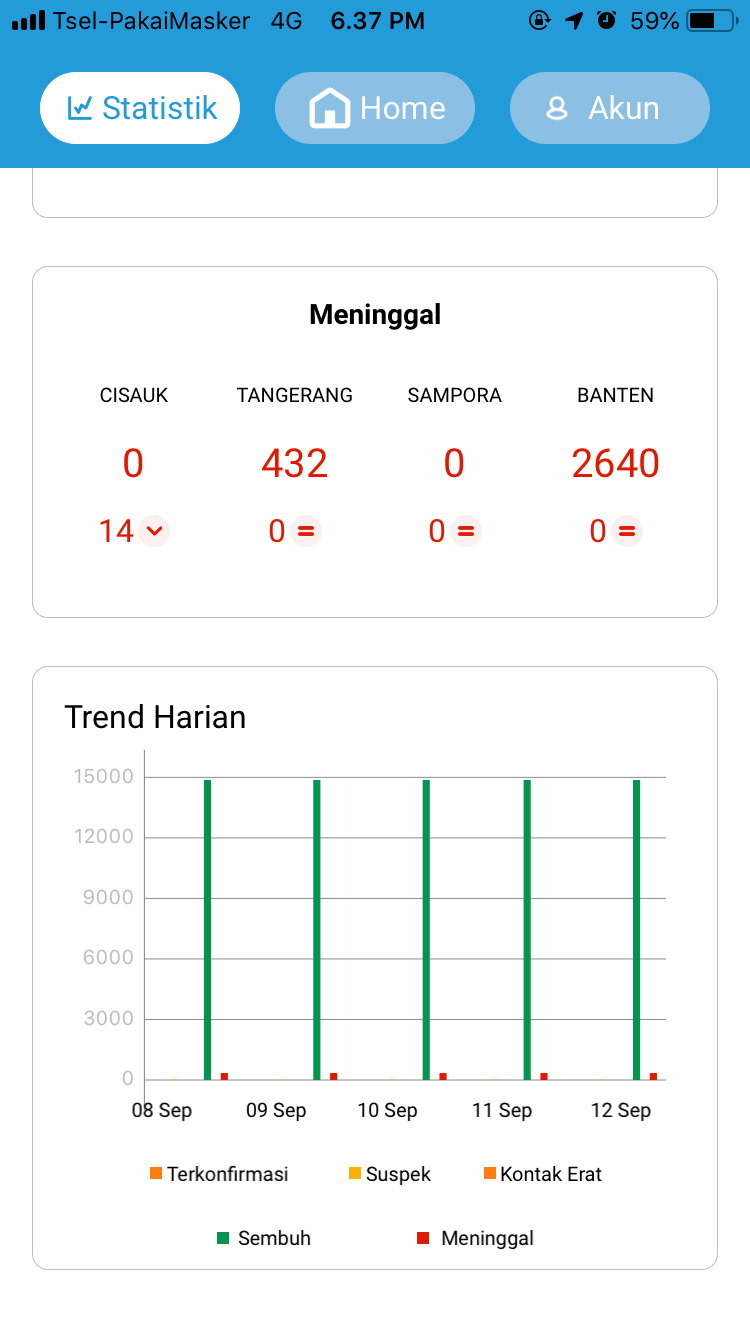 Tsel-PakaiMasker 4G 6.37 PM 59%
Statistik Home Akun
Meninggal
CISAUK TANGERANG SAMPORA BANTEN
0 432 0 2640
14 0 = 0 = 0 =
Trend Harian
15000
12000
9000
6000
3000
0
08 Sep 09 Sep 10 Sep 11 Sep 12 Sep
Terkonfirmasi Suspek Kontak Erat
Sembuh Meninggal